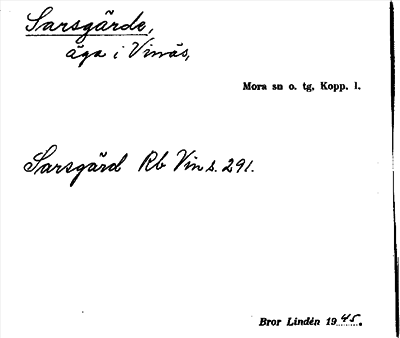 Sarsgärde,
äga i Vinäs,
Mora sn o. tg. Kopp. l.
Sarsgärd Rb Vin s. 291.
Bror Lindén 1945.